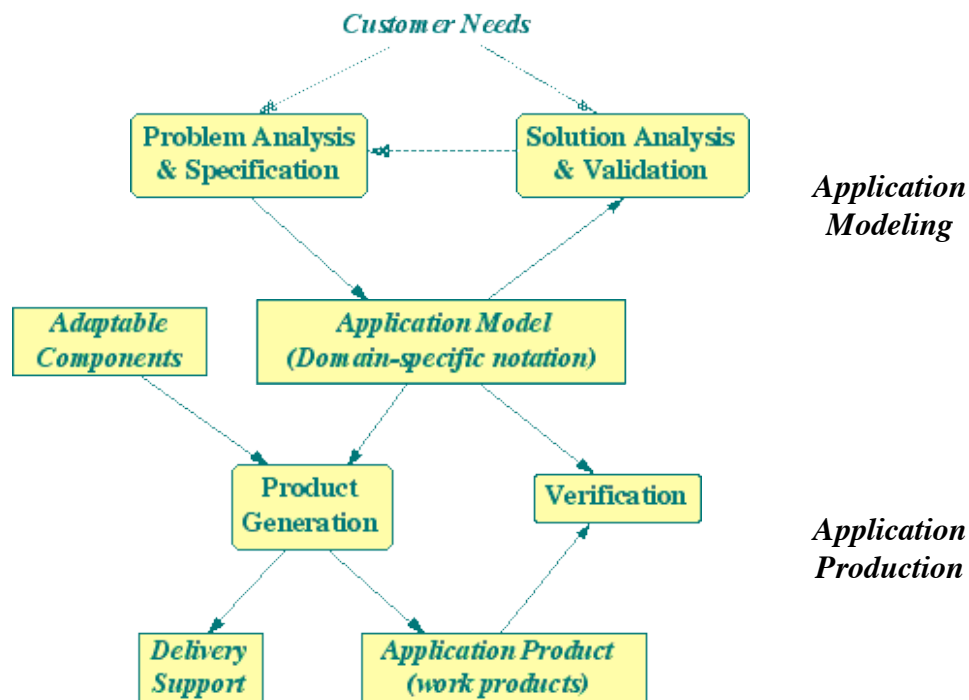 Customer Needs
Problem Analysis
& Specification
Solution Analysis
& Validation
Application
Modeling
Adaptable
Components
Application Model
(Domain-specific notation)
Product
Generation
Verification
Application
Production
Delivery
Support
Application Product
(work products)